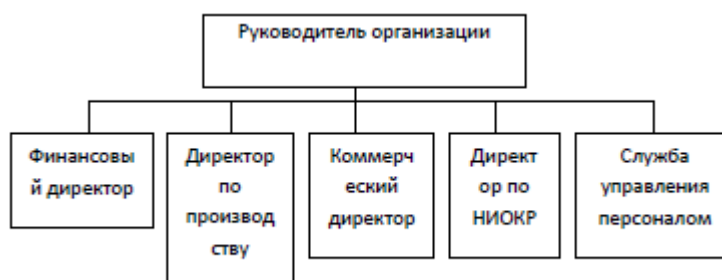 Руководитель организации
Финансовы
й директор
Директор
по
производ
ству
Коммерч
еский
директор
Директ
ор по
НИОКР
Служба
управления
персоналом